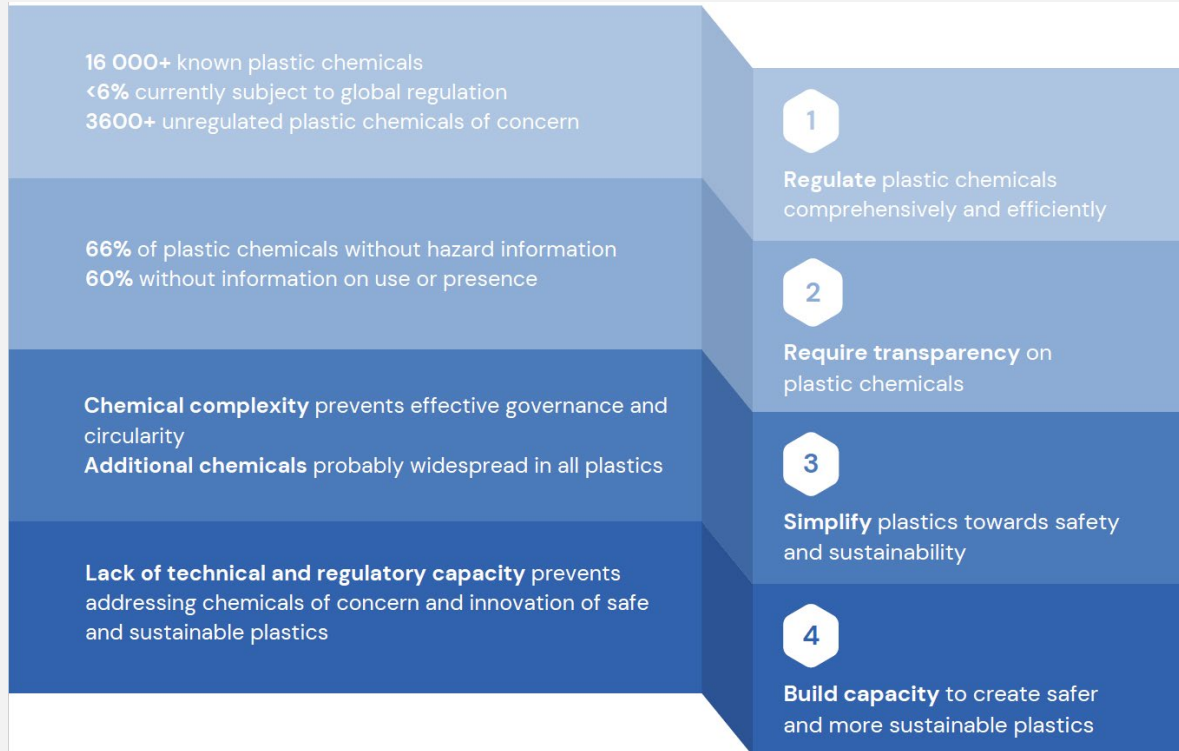 16 000+ known plastic chemicals
<6% currently subject to global regulation
3600+ unregulated plastic chemicals of concern
1
Regulate plastic chemicals
comprehensively and efficiently
66% of plastic chemicals without hazard information
60% without information on use or presence
2
Require transparency on
plastic chemicals
Chemical complexity prevents effective governance and
circularity
Additional chemicals probably widespread in all plastics
3
Simplify plastics towards safety
and sustainability
Lack of technical and regulatory capacity prevents
addressing chemicals of concern and innovation of safe
and sustainable plastics
4
Build capacity to create safer
and more sustainable plastics